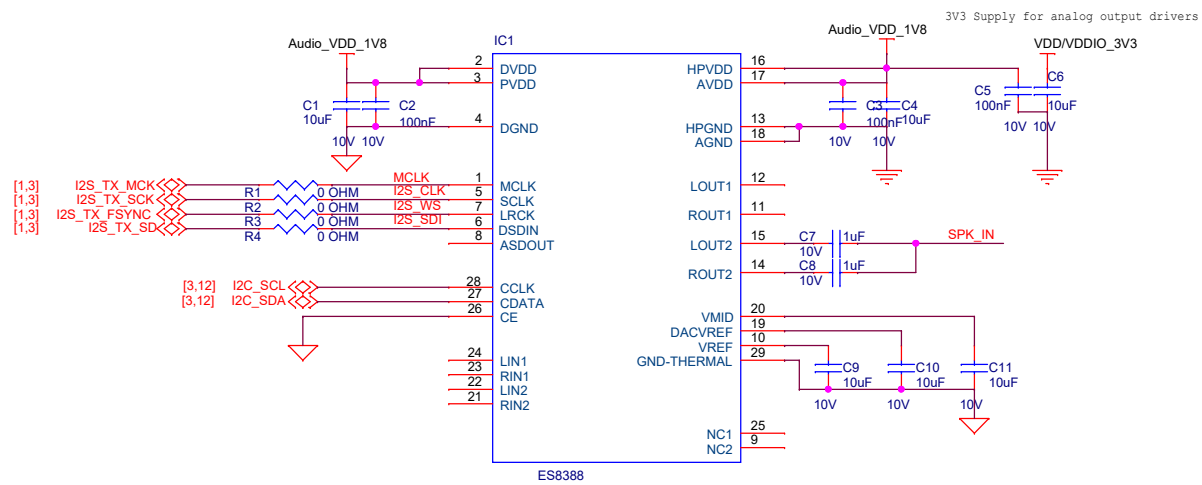 3V3 Supply for analog output drivers
Audio_VDD_1V8
IC1
Audio_VDD_1V8
VDD/VDDIO_3V3
2
DVDD
HPVDD
16
3
PVDD
AVDD
17
C1
10uF
10V
C2
100nF
10V
C3
100nF
10V
C4
10uF
10V
C5
100nF
10V
C6
10uF
10V
4
DGND
HPGND
13
AGND
18
[1,3]
I2S_TX_MCK
R1
0 OHM
MCLK
1
MCLK
LOUT1
12
[1,3]
I2S_TX_SCK
R2
0 OHM
I2S_CLK
5
SCLK
[1,3]
I2S_TX_FSYNC
R3
0 OHM
I2S_WS
7
LRCK
ROUT1
11
[1,3]
I2S_TX_SD
R4
0 OHM
I2S_SDI
6
DSDIN
8
ASDOUT
LOUT2
15
C7
1uF
10V
SPK_IN
ROUT2
14
C8
1uF
10V
[3,12]
I2C_SCL
28
CCLK
[3,12]
I2C_SDA
27
CDATA
26
CE
VMID
20
DACVREF
19
VREF
10
GND-THERMAL
29
24
LIN1
23
RIN1
22
LIN2
21
RIN2
C9
10uF
10V
C10
10uF
10V
C11
10uF
10V
NC1
25
NC2
9
ES8388